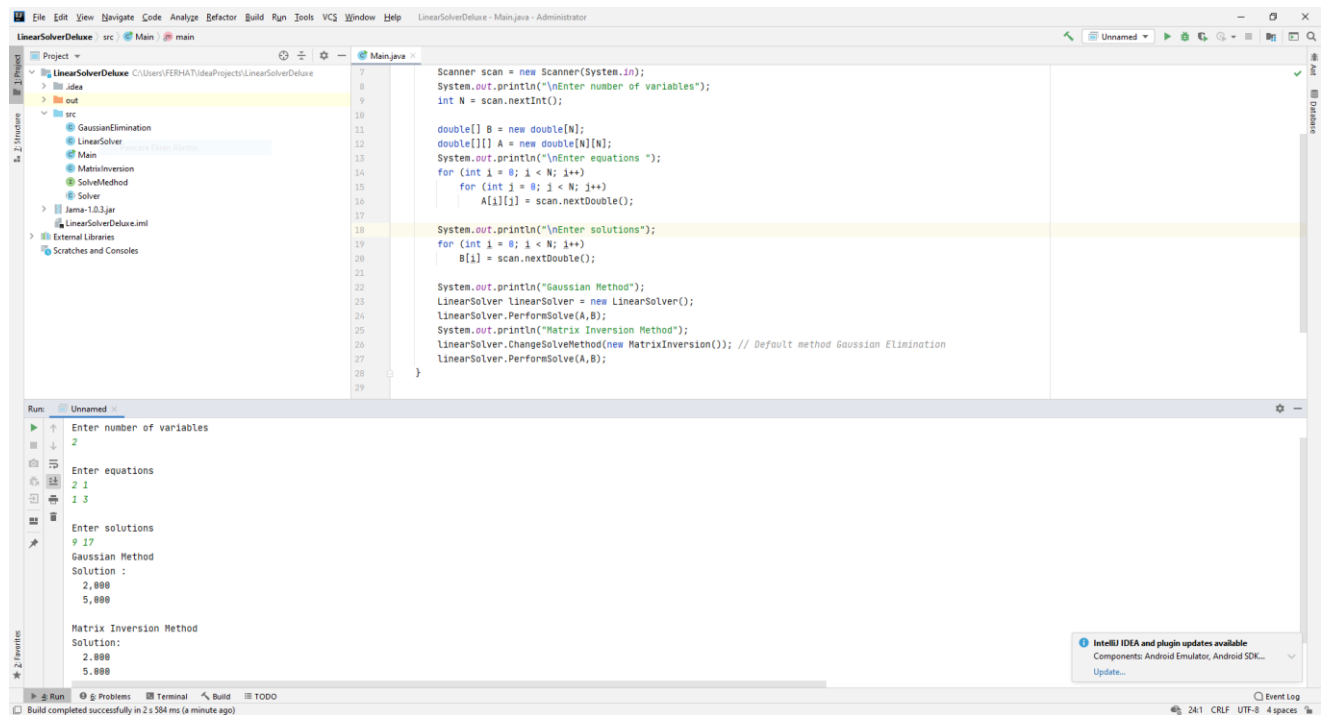 File Edit View Navigate Code Analyze Refactor Build Run Tools VCS Window Help LinearSolverDeluxe - Main.java - Administrator
LinearSolverDeluxe src Main main
Unnamed
Project
Main.java
1: Project
LinearSolverDeluxe C:\Users\FERHAT\IdeaProjects\LinearSolverDeluxe
.idea
out
src
GaussianElimination
LinearSolver
Main
MatrixInversion
SolveMedhod
Solver
Jama-1.0.3.jar
LinearSolverDeluxe.iml
External Libraries
Scratches and Consoles
2: Structure
7 Scanner scan = new Scanner(System.in);
8 System.out.println("\nEnter number of variables");
9 int N = scan.nextInt();
10
11 double[] B = new double[N];
12 double[][] A = new double[N][N];
13 System.out.println("\nEnter equations ");
14 for (int i = 0; i < N; i++)
15 for (int j = 0; j < N; j++)
16 A[i][j] = scan.nextDouble();
17
18 System.out.println("\nEnter solutions");
19 for (int i = 0; i < N; i++)
20 B[i] = scan.nextDouble();
21
22 System.out.println("Gaussian Method");
23 LinearSolver linearSolver = new LinearSolver();
24 linearSolver.PerformSolve(A,B);
25 System.out.println("Matrix Inversion Method");
26 linearSolver.ChangeSolveMethod(new MatrixInversion()); // Default method Gaussian Elimination
27 linearSolver.PerformSolve(A,B);
28 }
29
Ant
Database
Run: Unnamed
Enter number of variables
2
Enter equations
2 1
1 3
Enter solutions
9 17
Gaussian Method
Solution :
2,000
5,000
Matrix Inversion Method
Solution:
2.000
5.000
2: Favorites
IntelliJ IDEA and plugin updates available
Components: Android Emulator, Android SDK...
Update...
4: Run 6: Problems Terminal Build TODO
Event Log
Build completed successfully in 2 s 584 ms (a minute ago)
24:1 CRLF UTF-8 4 spaces